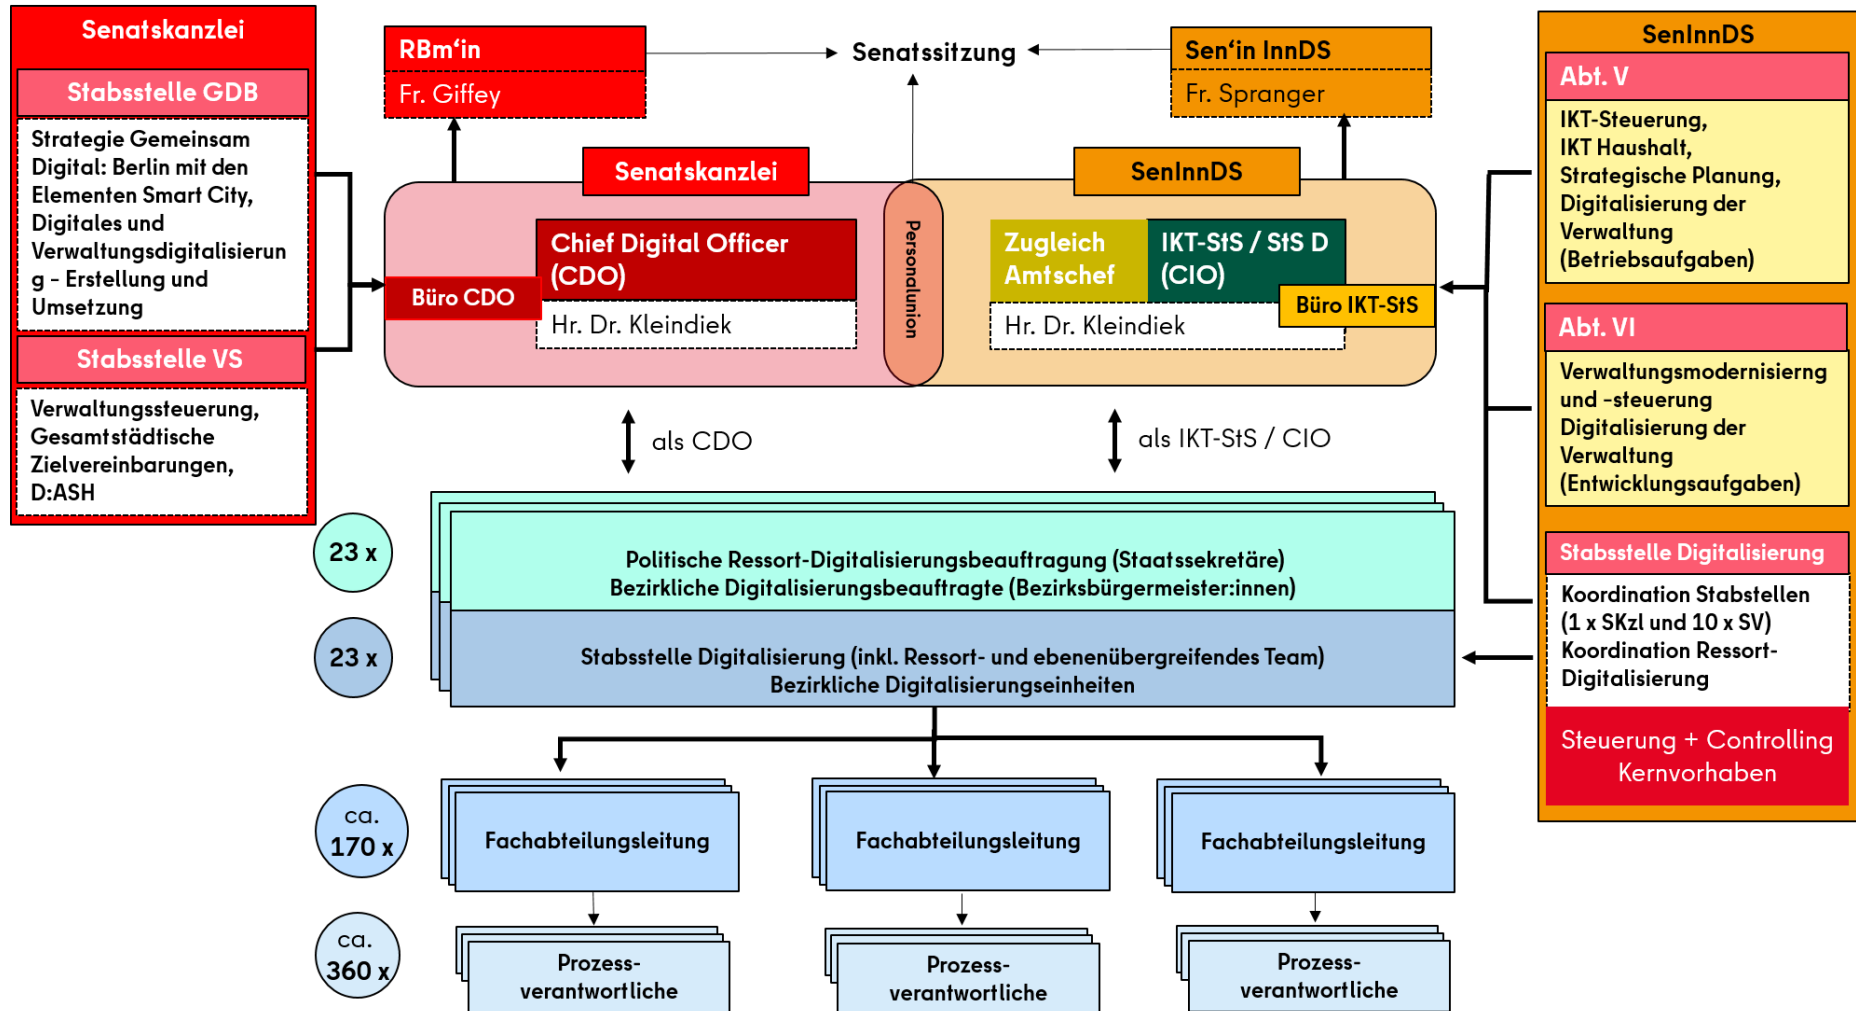 Senatskanzlei
Stabsstelle GDB
Strategie Gemeinsam
Digital: Berlin mit den
Elementen Smart City,
Digitales und
Verwaltungsdigitalisierun
g - Erstellung und
Umsetzung
Stabsstelle VS
Verwaltungssteuerung,
Gesamtstädtische
Zielvereinbarungen,
D:ASH
RBm‘in
Fr. Giffey
Senatssitzung
Sen‘in InnDS
Fr. Spranger
Senatskanzlei
Chief Digital Officer
(CDO)
Büro CDO
Hr. Dr. Kleindiek
Personalunion
SenInnDS
Zugleich
Amtschef
IKT-StS / StS D
(CIO)
Büro IKT-StS
Hr. Dr. Kleindiek
als CDO
als IKT-StS / CIO
SenInnDS
Abt. V
IKT-Steuerung,
IKT Haushalt,
Strategische Planung,
Digitalisierung der
Verwaltung
(Betriebsaufgaben)
Abt. VI
Verwaltungsmodernisierng
und -steuerung
Digitalisierung der
Verwaltung
(Entwicklungsaufgaben)
Stabsstelle Digitalisierung
Koordination Stabstellen
(1 x SKzl und 10 x SV)
Koordination Ressort-
Digitalisierung
Steuerung + Controlling
Kernvorhaben
23 x
Politische Ressort-Digitalisierungsbeauftragung (Staatssekretäre)
Bezirkliche Digitalisierungsbeauftragte (Bezirksbürgermeister:innen)
23 x
Stabsstelle Digitalisierung (inkl. Ressort- und ebenenübergreifendes Team)
Bezirkliche Digitalisierungseinheiten
ca.
170 x
Fachabteilungsleitung
Fachabteilungsleitung
Fachabteilungsleitung
ca.
360 x
Prozess-
verantwortliche
Prozess-
verantwortliche
Prozess-
verantwortliche